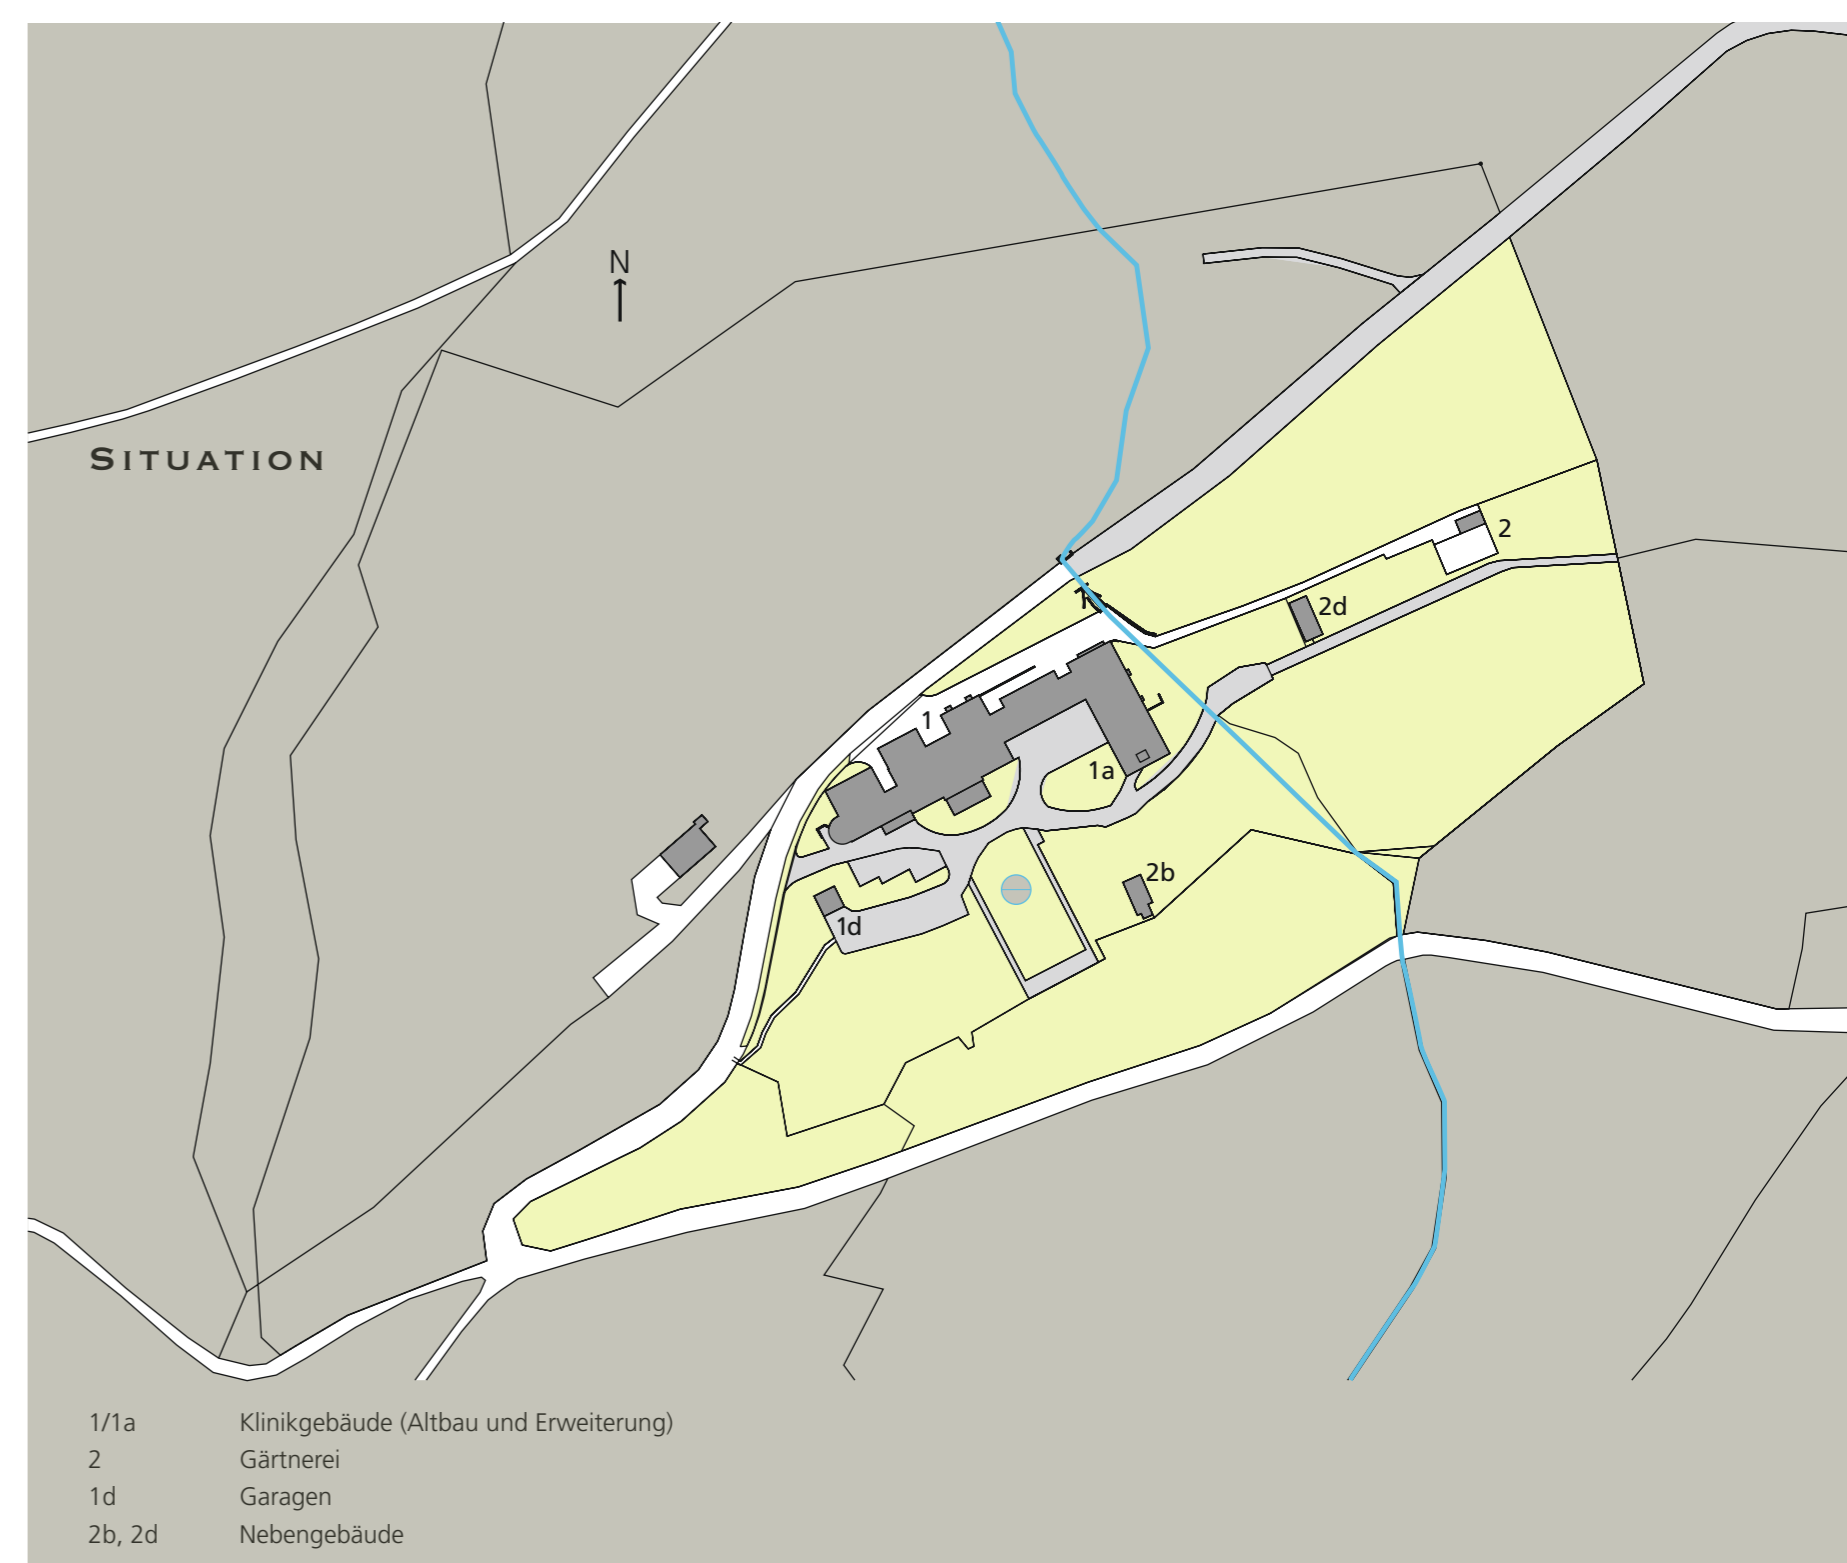 N
SITUATION
2
2d
1
1a
2b
1d
1/1a Klinikgebäude (Altbau und Erweiterung)
2 Gärtnerei
1d Garagen
2b, 2d Nebengebäude